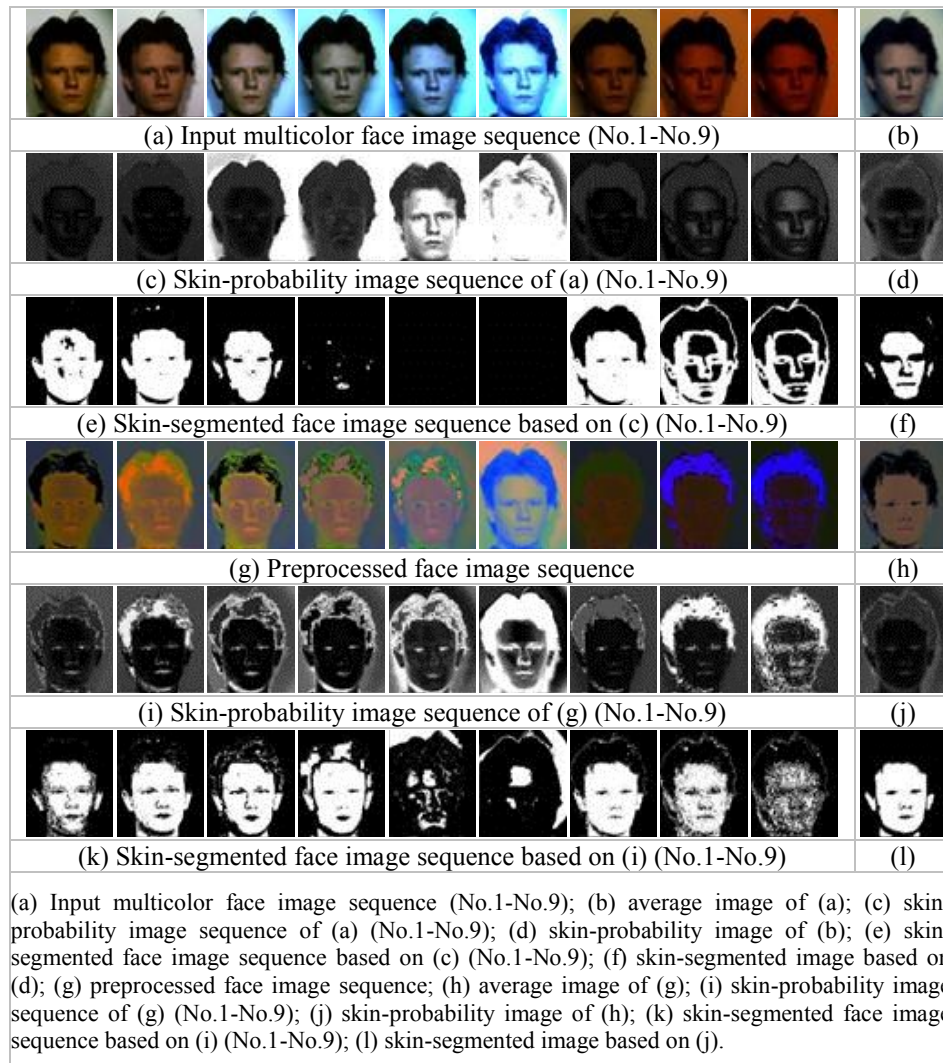 (a) Input multicolor face image sequence (No.1-No.9)
(b)
(c) Skin-probability image sequence of (a) (No.1-No.9)
(d)
(e) Skin-segmented face image sequence based on (c) (No.1-No.9)
(f)
(g) Preprocessed face image sequence
(h)
(i) Skin-probability image sequence of (g) (No.1-No.9)
(j)
(k) Skin-segmented face image sequence based on (i) (No.1-No.9)
(l)
(a) Input multicolor face image sequence (No.1-No.9); (b) average image of (a); (c) skin
probability image sequence of (a) (No.1-No.9); (d) skin-probability image of (b); (e) skin
segmented face image sequence based on (c) (No.1-No.9); (f) skin-segmented image based on
(d); (g) preprocessed face image sequence; (h) average image of (g); (i) skin-probability image
sequence of (g) (No.1-No.9); (j) skin-probability image of (h); (k) skin-segmented face image
sequence based on (i) (No.1-No.9); (l) skin-segmented image based on (j).